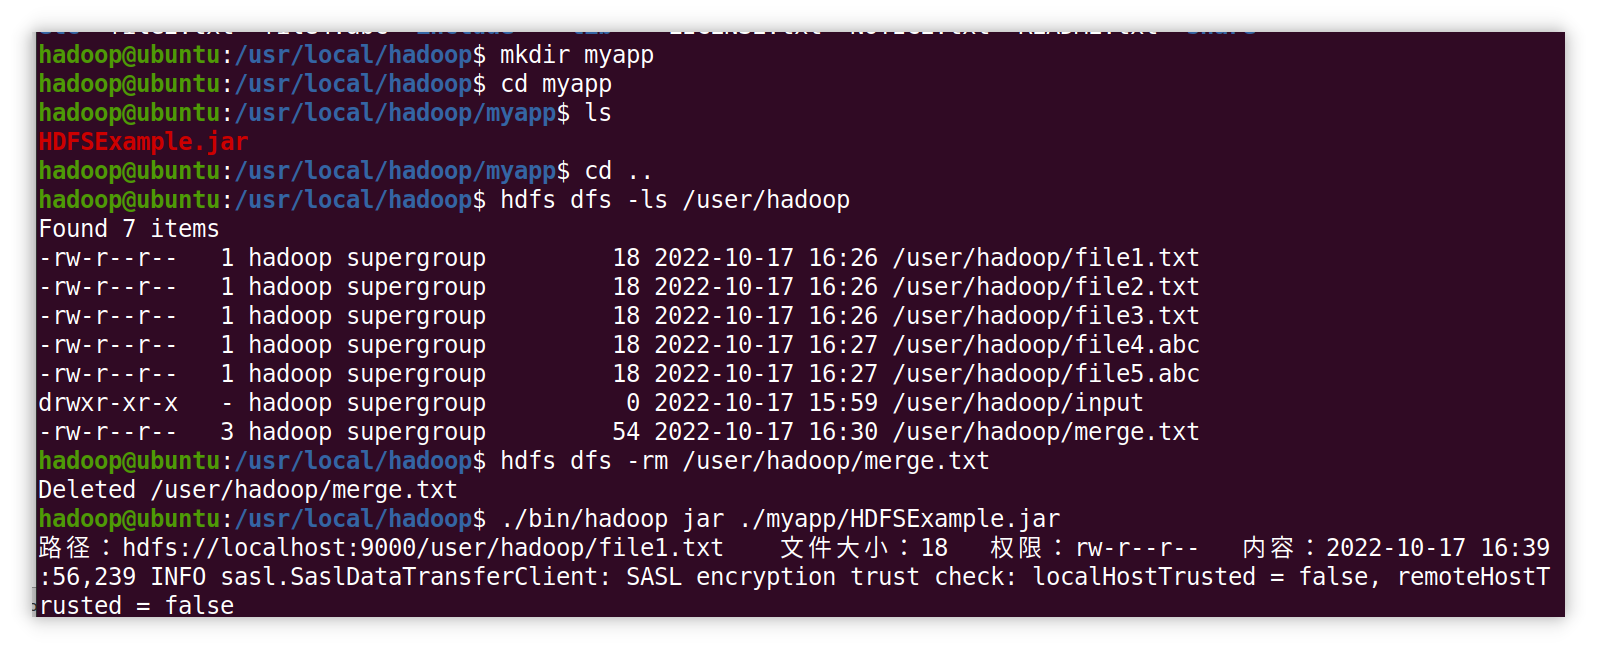 hadoop@ubuntu:/usr/local/hadoop$ mkdir myapp
hadoop@ubuntu:/usr/local/hadoop$ cd myapp
hadoop@ubuntu:/usr/local/hadoop/myapp$ ls
HDFSExample.jar
hadoop@ubuntu:/usr/local/hadoop/myapp$ cd ..
hadoop@ubuntu:/usr/local/hadoop$ hdfs dfs -ls /user/hadoop
Found 7 items
-rw-r--r--   1 hadoop supergroup         18 2022-10-17 16:26 /user/hadoop/file1.txt
-rw-r--r--   1 hadoop supergroup         18 2022-10-17 16:26 /user/hadoop/file2.txt
-rw-r--r--   1 hadoop supergroup         18 2022-10-17 16:26 /user/hadoop/file3.txt
-rw-r--r--   1 hadoop supergroup         18 2022-10-17 16:27 /user/hadoop/file4.abc
-rw-r--r--   1 hadoop supergroup         18 2022-10-17 16:27 /user/hadoop/file5.abc
drwxr-xr-x   - hadoop supergroup          0 2022-10-17 15:59 /user/hadoop/input
-rw-r--r--   3 hadoop supergroup         54 2022-10-17 16:30 /user/hadoop/merge.txt
hadoop@ubuntu:/usr/local/hadoop$ hdfs dfs -rm /user/hadoop/merge.txt
Deleted /user/hadoop/merge.txt
hadoop@ubuntu:/usr/local/hadoop$ ./bin/hadoop jar ./myapp/HDFSExample.jar
路径：hdfs://localhost:9000/user/hadoop/file1.txt    文件大小：18   权限：rw-r--r--   内容：2022-10-17 16:39
:56,239 INFO sasl.SaslDataTransferClient: SASL encryption trust check: localHostTrusted = false, remoteHostT
rusted = false